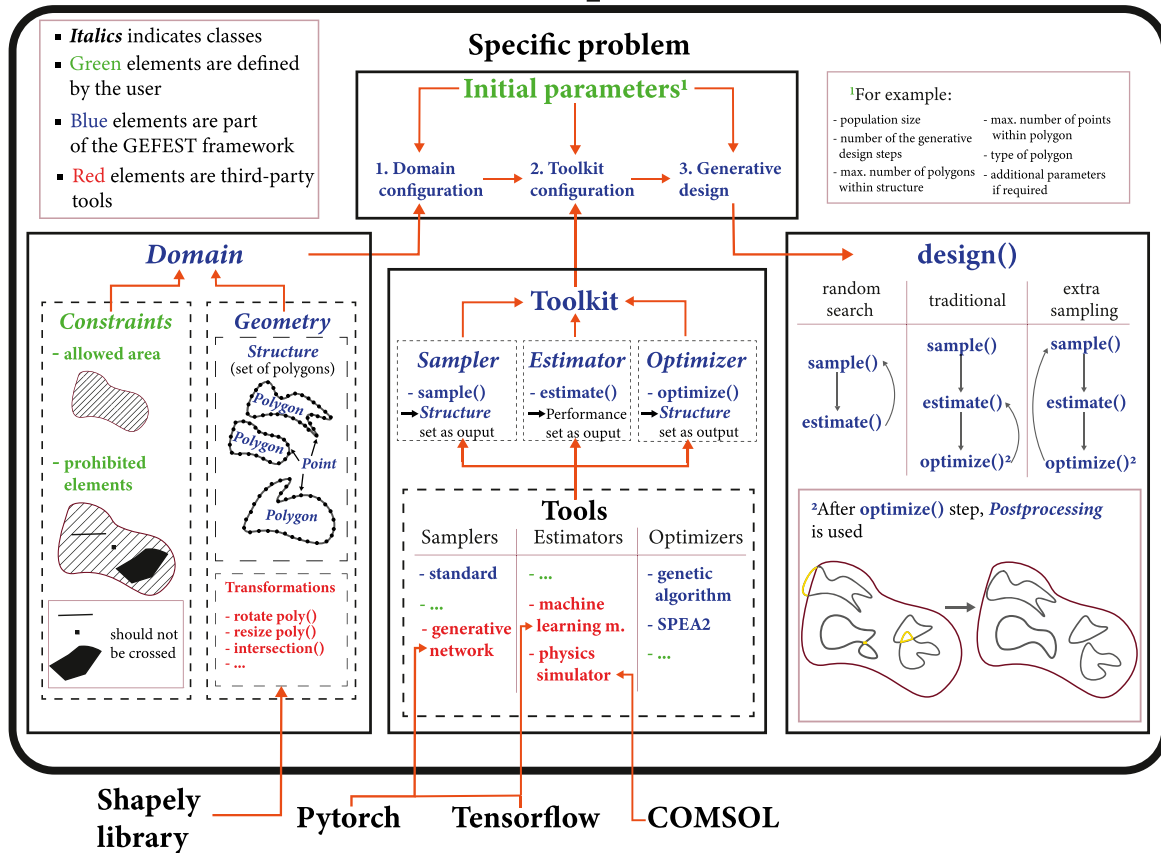 ▪ Italics indicates classes
▪ Green elements are defined
by the user
▪ Blue elements are part
of the GEFEST framework
▪ Red elements are third-party
tools
Specific problem
Initial parameters¹
1. Domain
configuration
2. Toolkit
configuration
3. Generative
design
¹For example:
- population size
- number of the generative
design steps
- max. number of polygons
within structure
- max. number of points
within polygon
- type of polygon
- additional parameters
if required
Domain
Constraints
- allowed area
- prohibited
elements
should not
be crossed
Geometry
Structure
(set of polygons)
Polygon
Polygon
Point
Polygon
Transformations
- rotate poly()
- resize poly()
- intersection()
- ...
Toolkit
Sampler
- sample()
Structure
set as ouput
Estimator
- estimate()
Performance
set as ouput
Optimizer
- optimize()
Structure
set as output
Tools
Samplers
- standard
- ...
- generative
network
Estimators
- ...
- machine
learning m.
- physics
simulator
Optimizers
- genetic
algorithm
- SPEA2
- ...
design()
random
search
sample()
estimate()
traditional
sample()
estimate()
optimize()²
extra
sampling
sample()
estimate()
optimize()²
²After optimize() step, Postprocessing
is used
Shapely
library
Pytorch
Tensorflow
COMSOL